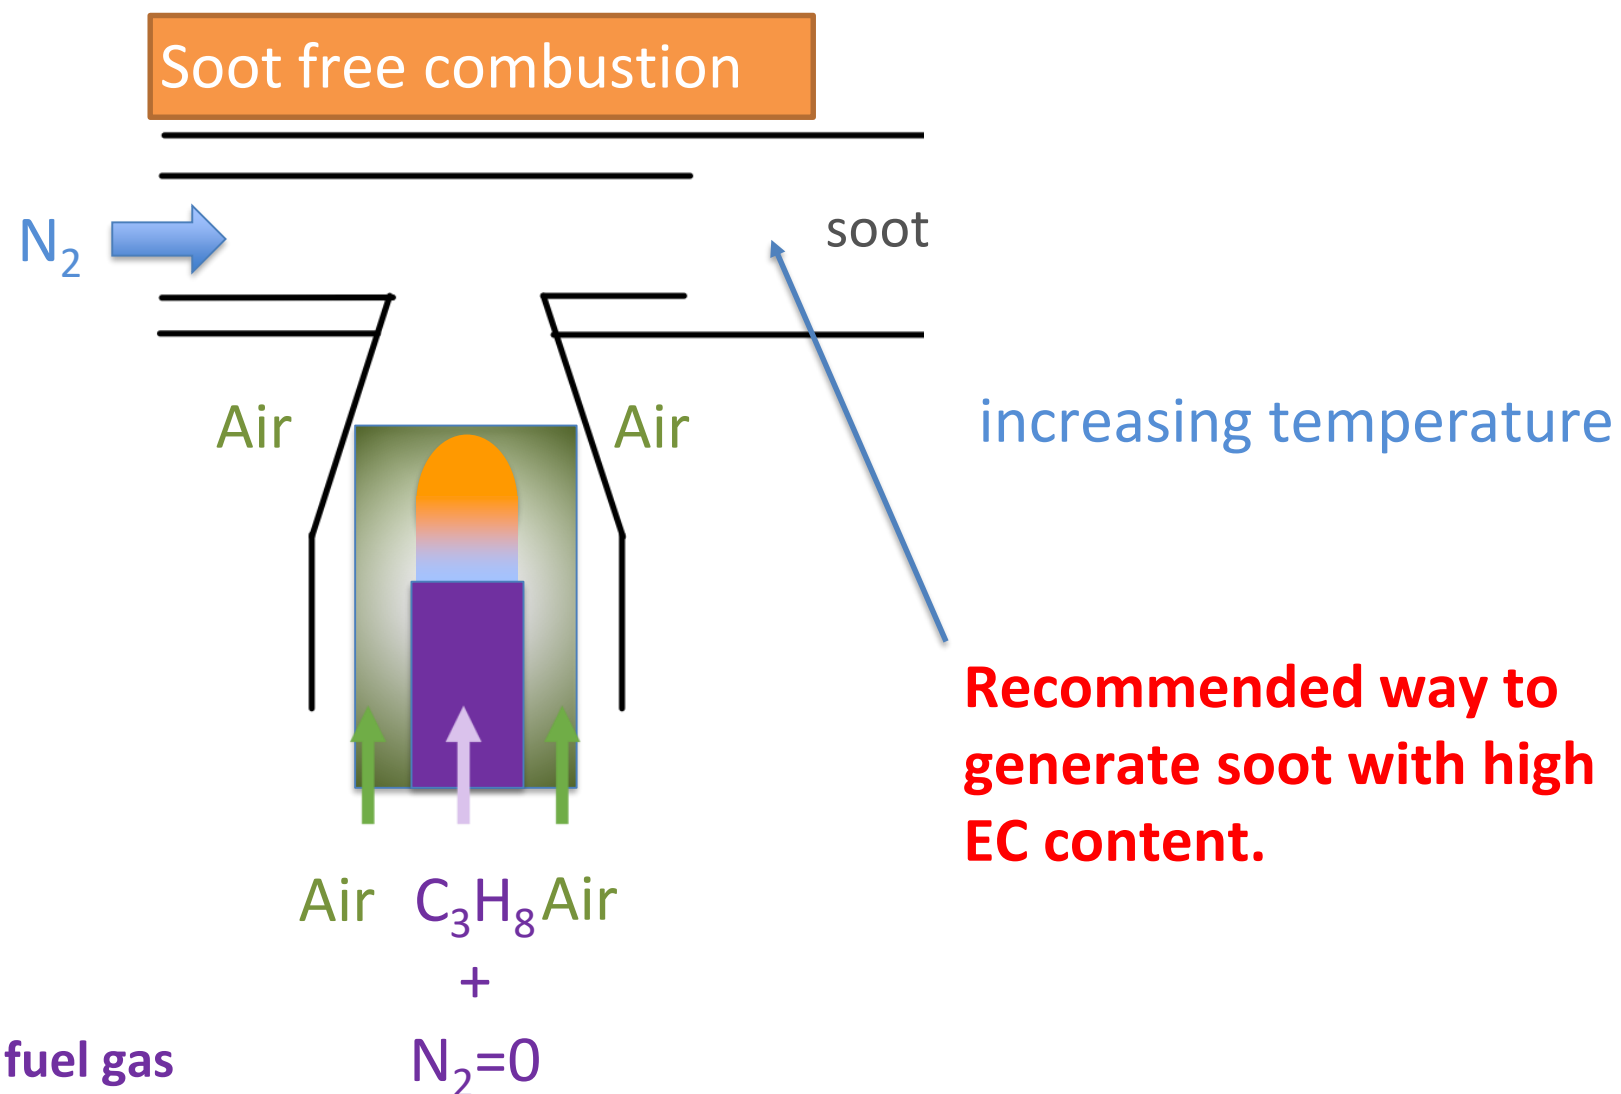 Soot free combustion
N₂
soot
Air
Air
increasing temperature
Recommended way to
generate soot with high
EC content.
Air C₃H₈ Air
+
fuel gas N₂=0